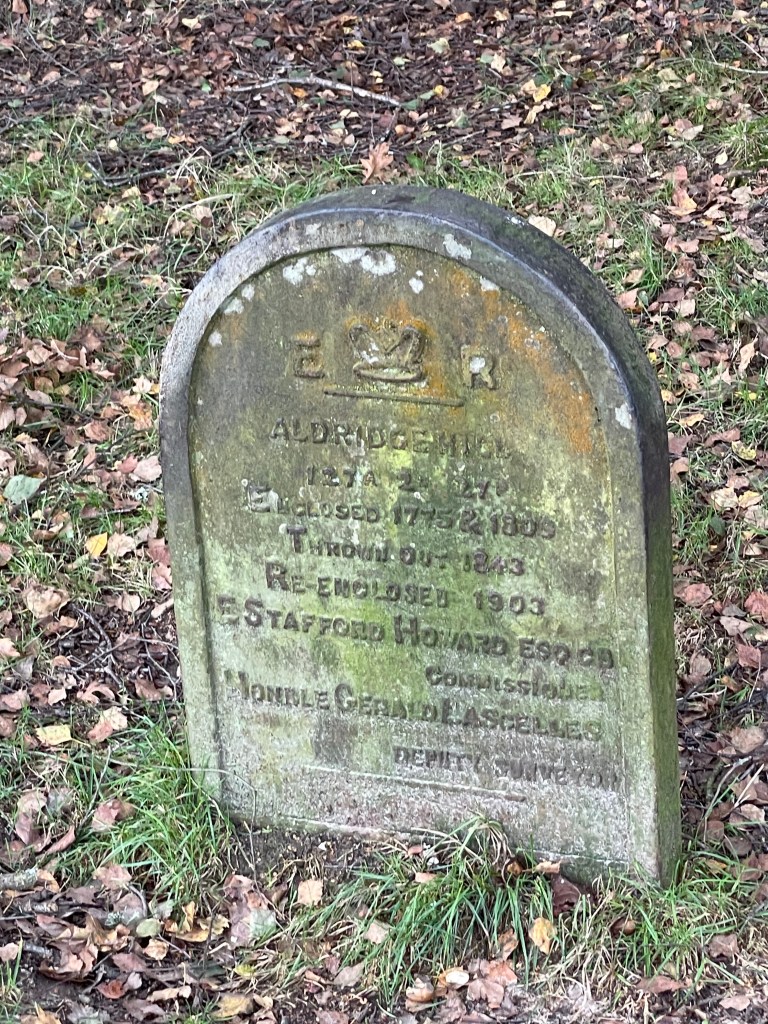 E R
ALDRIDGE HILL
127A 2R 27P
ENCLOSED 1775 & 1809
THROWN OUT 1843
RE-ENCLOSED 1903
E STAFFORD HOWARD ESQ CB
COMMISSIONER
HONBLE GERALD LASCELLES
DEPUTY SURVEYOR